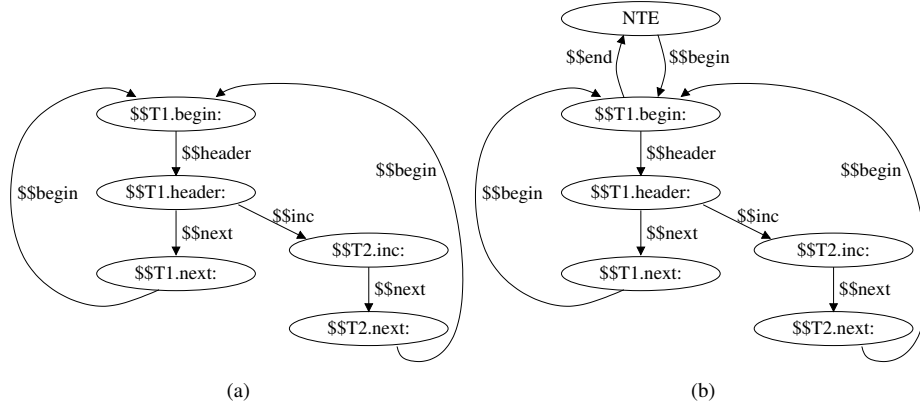 $$T1.begin:
$$header
$$begin
$$T1.header:
$$begin
$$inc
$$next
$$T2.inc:
$$T1.next:
$$next
$$T2.next:
(a)
NTE
$$end
$$begin
$$T1.begin:
$$header
$$begin
$$T1.header:
$$begin
$$inc
$$next
$$T2.inc:
$$T1.next:
$$next
$$T2.next:
(b)